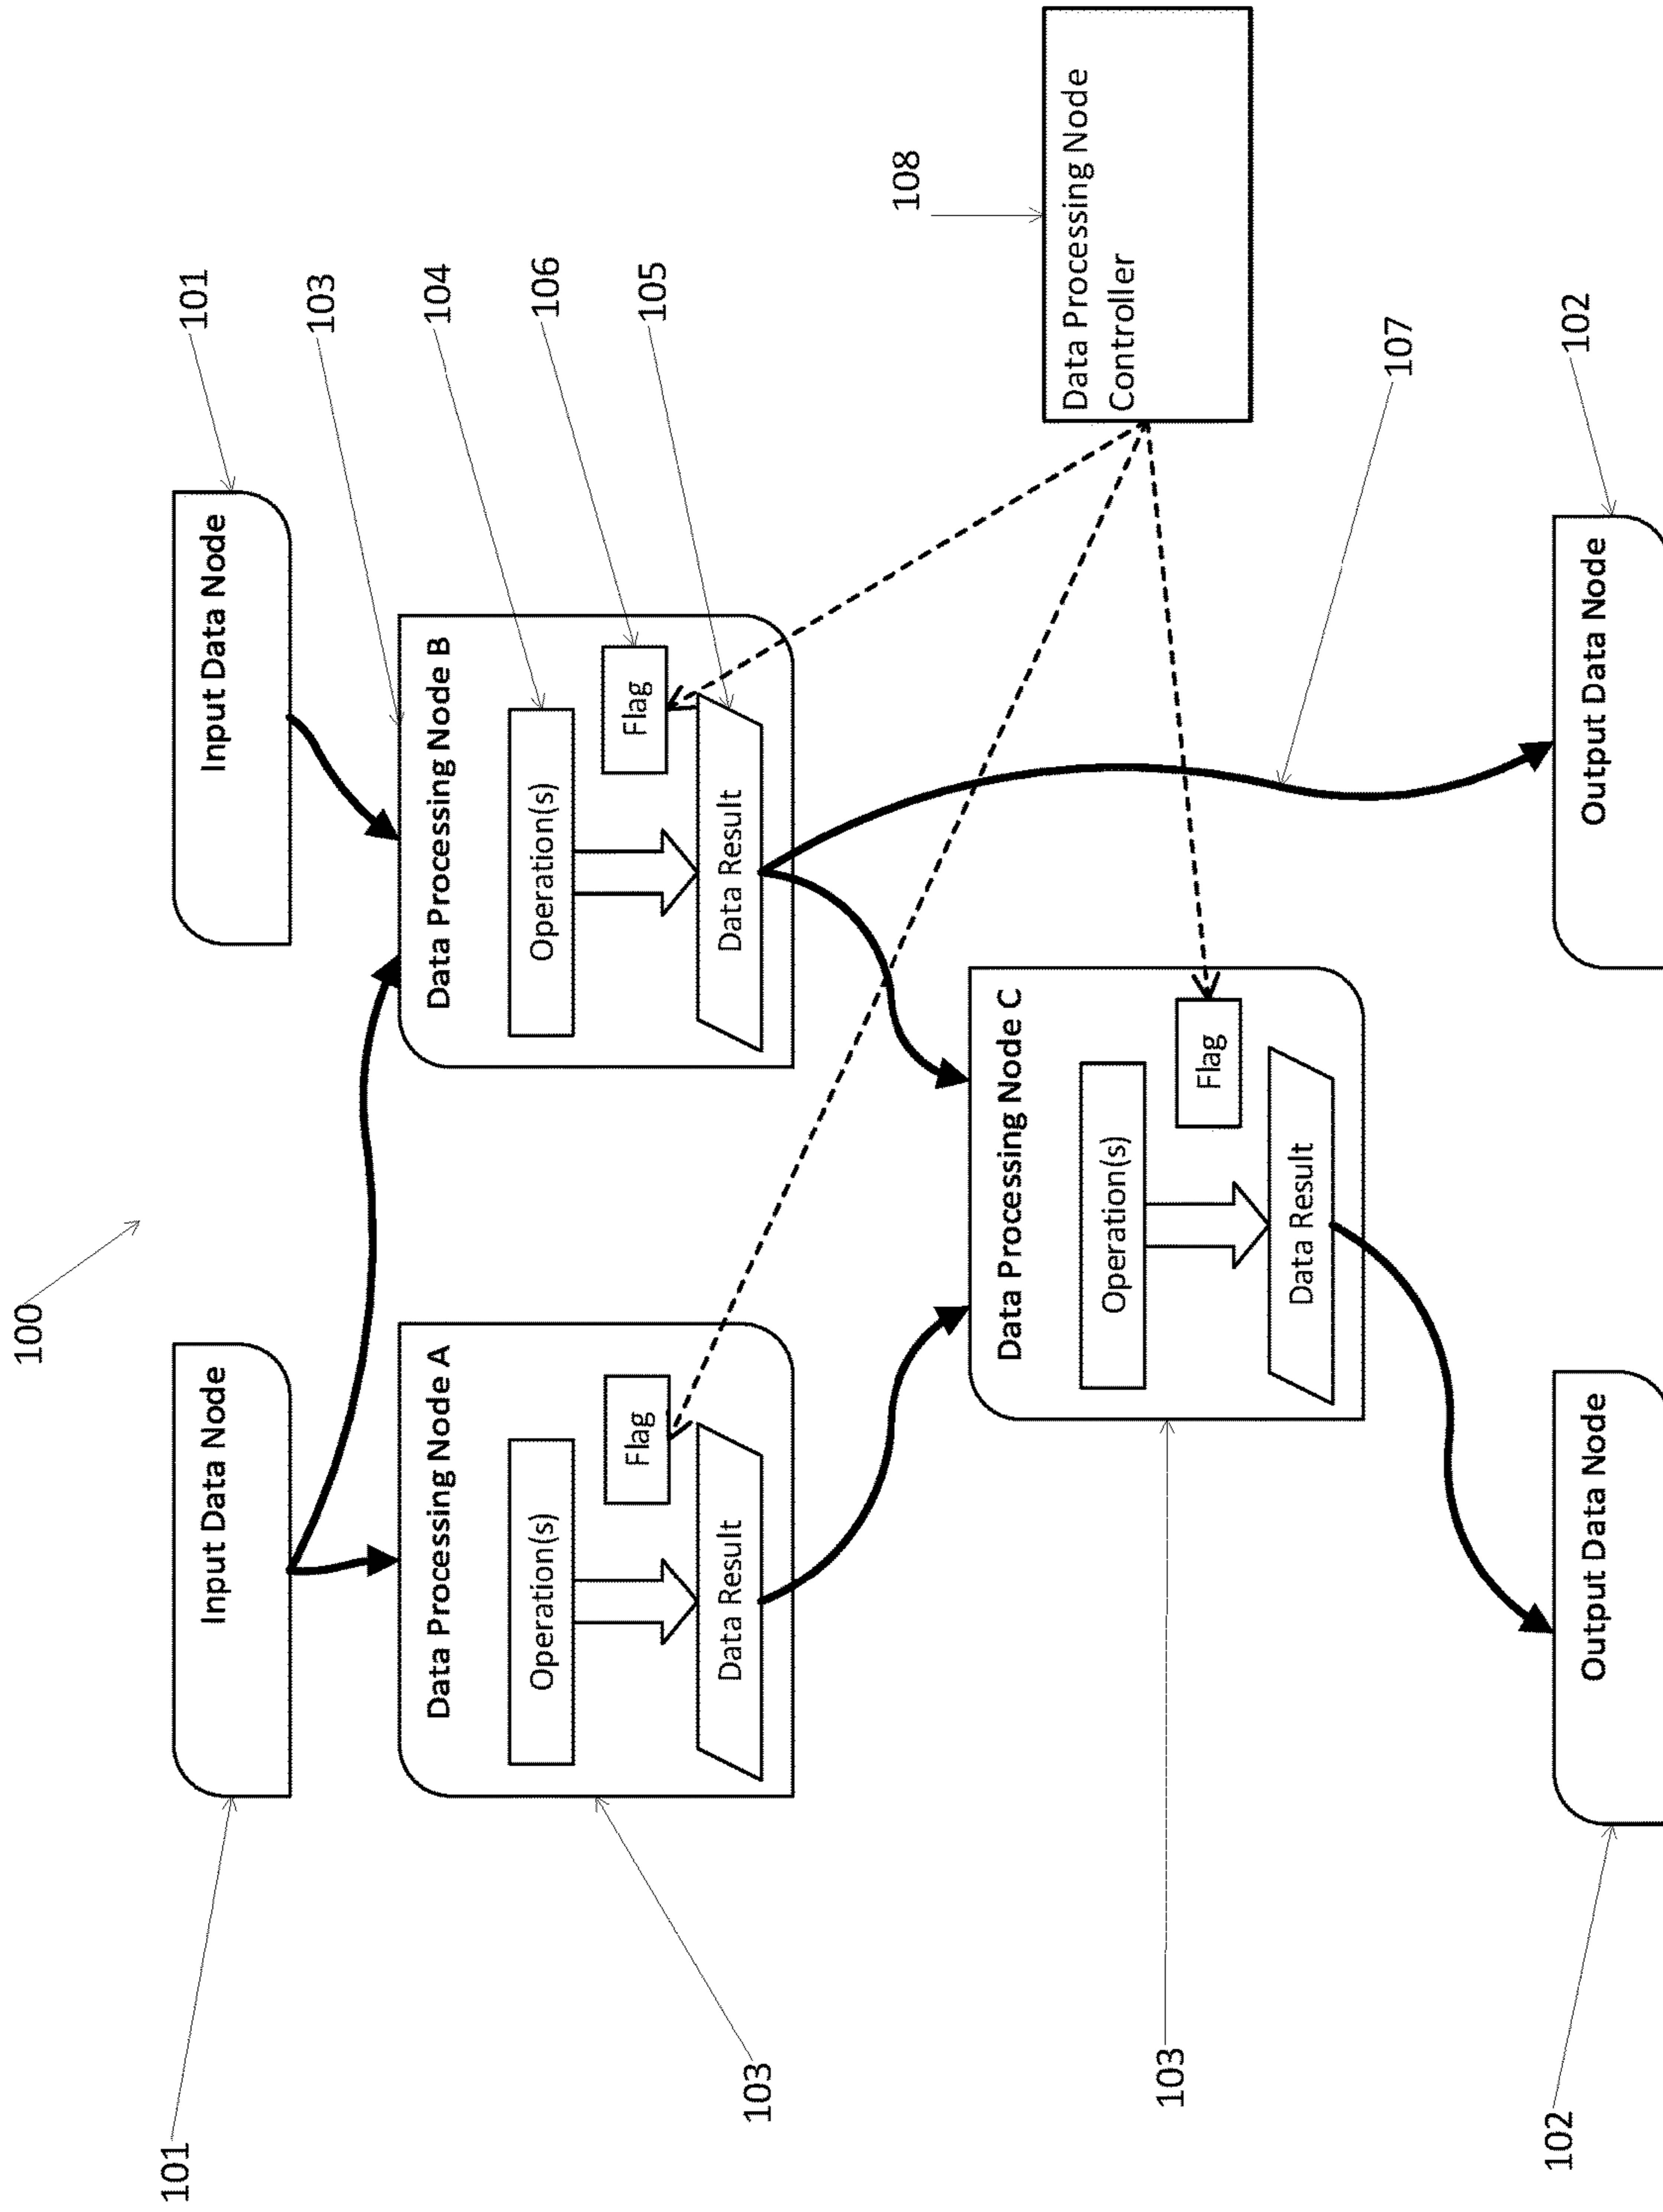 100
101
Input Data Node
Input Data Node
101
103
Data Processing Node A
Operation(s)
Flag
Data Result
Data Processing Node B
Operation(s)
Flag
Data Result
103
104
106
105
108
Data Processing Node
Controller
103
Data Processing Node C
Operation(s)
Flag
Data Result
107
102
Output Data Node
Output Data Node
102